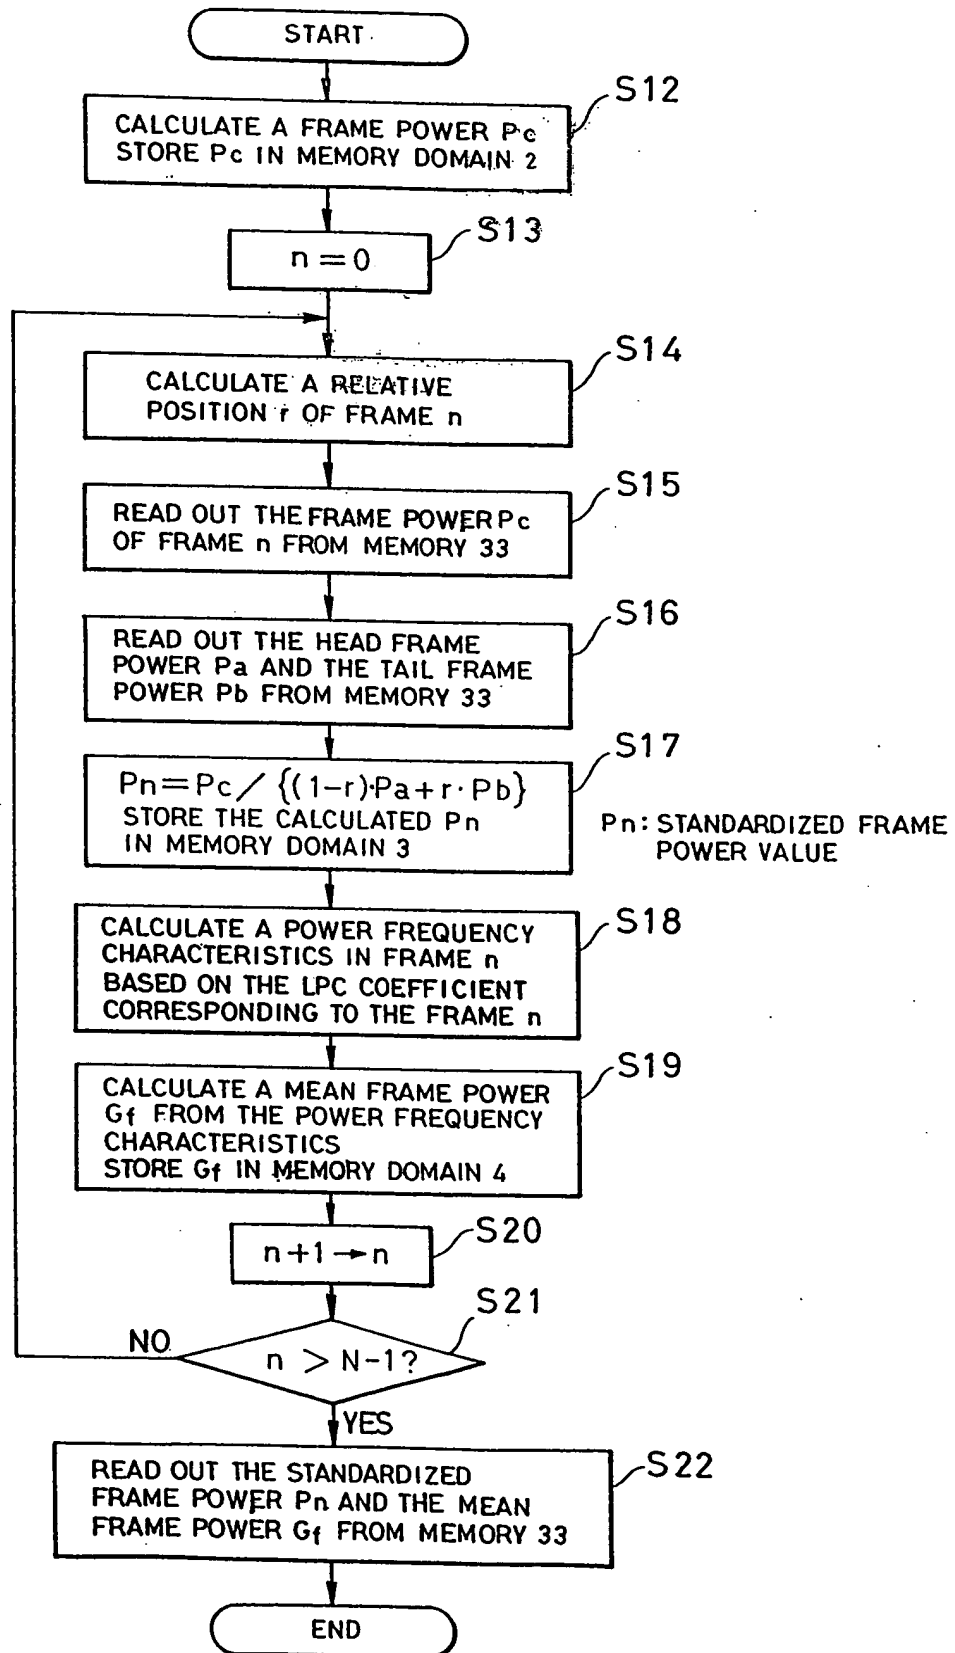 START
S12
CALCULATE A FRAME POWER Pc
STORE Pc IN MEMORY DOMAIN 2
S13
n=0
S14
CALCULATE A RELATIVE
POSITION r OF FRAME n
S15
READ OUT THE FRAME POWER Pc
OF FRAME n FROM MEMORY 33
S16
READ OUT THE HEAD FRAME
POWER Pa AND THE TAIL FRAME
POWER Pb FROM MEMORY 33
S17
Pn=Pc/{(1-r)·Pa+r·Pb}
STORE THE CALCULATED Pn
IN MEMORY DOMAIN 3
Pn: STANDARDIZED FRAME
POWER VALUE
S18
CALCULATE A POWER FREQUENCY
CHARACTERISTICS IN FRAME n
BASED ON THE LPC COEFFICIENT
CORRESPONDING TO THE FRAME n
S19
CALCULATE A MEAN FRAME POWER
Gf FROM THE POWER FREQUENCY
CHARACTERISTICS
STORE Gf IN MEMORY DOMAIN 4
S20
n+1→n
S21
NO
n > N-1?
YES
S22
READ OUT THE STANDARDIZED
FRAME POWER Pn AND THE MEAN
FRAME POWER Gf FROM MEMORY 33
END